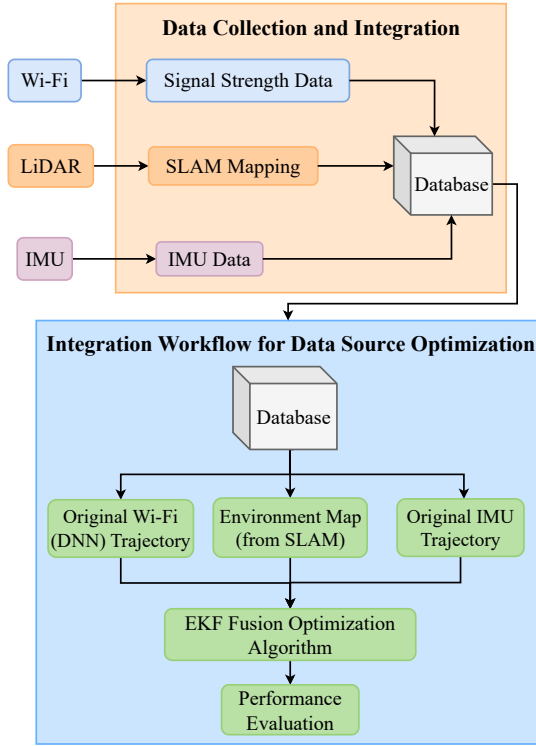 Data Collection and Integration
Wi-Fi
Signal Strength Data
LiDAR
SLAM Mapping
Database
IMU
IMU Data
Integration Workflow for Data Source Optimization
Database
Original Wi-Fi
(DNN) Trajectory
Environment Map
(from SLAM)
Original IMU
Trajectory
EKF Fusion Optimization
Algorithm
Performance
Evaluation